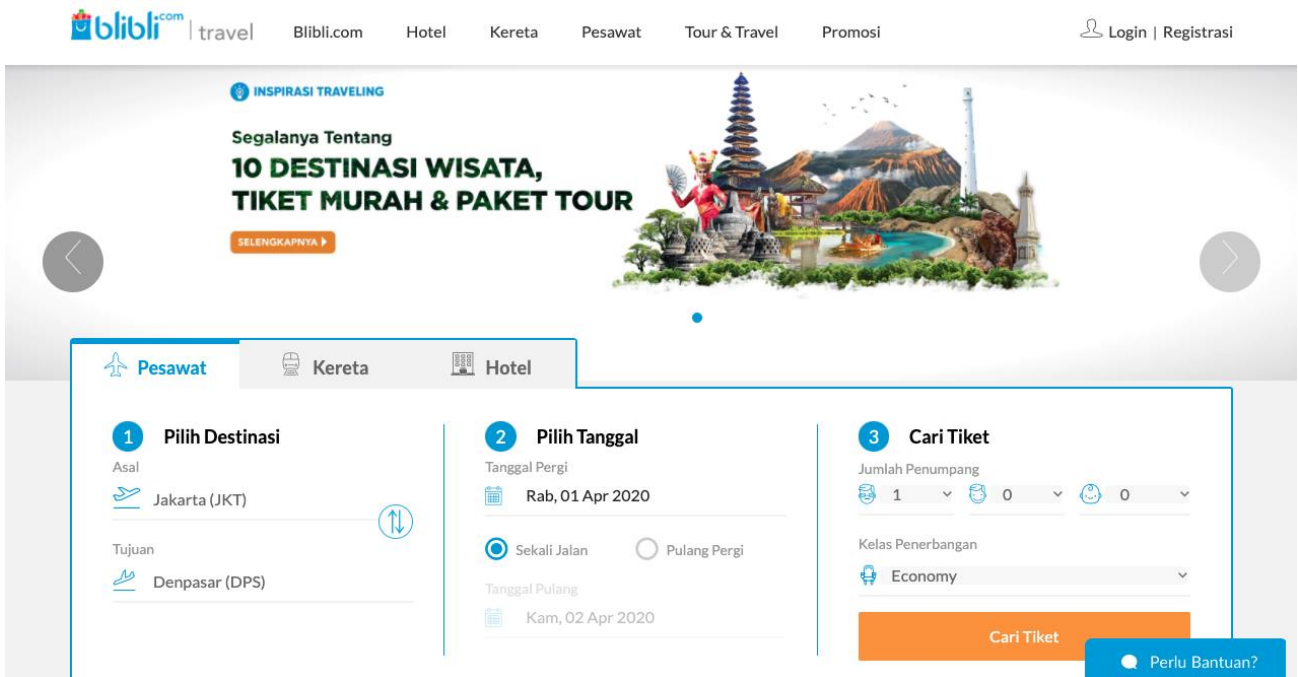 blibli.com | travel
Blibli.com Hotel Kereta Pesawat Tour & Travel Promosi
Login | Registrasi
INSPIRASI TRAVELING
Segalanya Tentang
10 DESTINASI WISATA,
TIKET MURAH & PAKET TOUR
SELENGKAPNYA
Pesawat Kereta Hotel
1 Pilih Destinasi
Asal
Jakarta (JKT)
Tujuan
Denpasar (DPS)
2 Pilih Tanggal
Tanggal Pergi
Rab, 01 Apr 2020
Sekali Jalan Pulang Pergi
Tanggal Pulang
Kam, 02 Apr 2020
3 Cari Tiket
Jumlah Penumpang
1 0 0
Kelas Penerbangan
Economy
Cari Tiket
Perlu Bantuan?